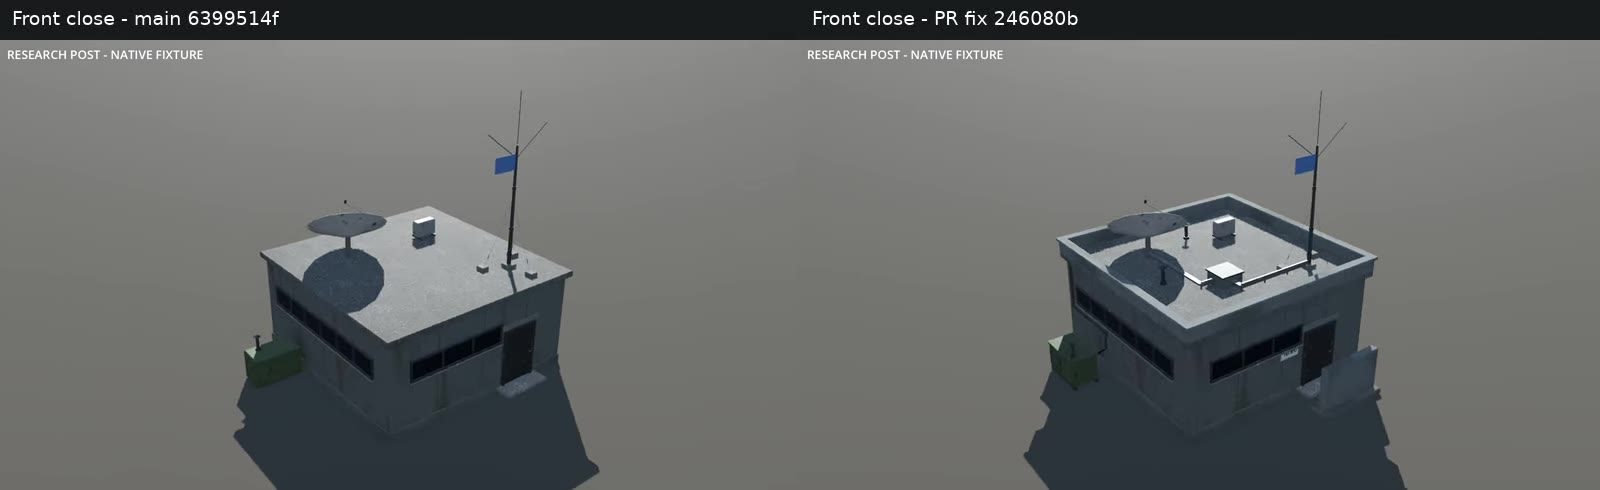 Front close - main 6399514f
Front close - PR fix 246080b
RESEARCH POST - NATIVE FIXTURE
RESEARCH POST - NATIVE FIXTURE